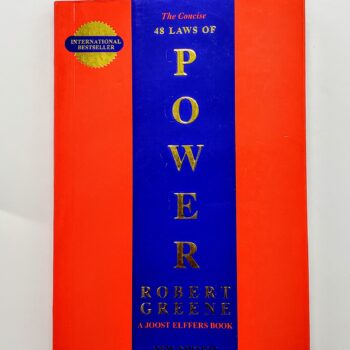 The Concise
48 LAWS OF
INTERNATIONAL
BESTSELLER
P
O
W
E
R
ROBERT
GREENE
A JOOST ELFFERS BOOK